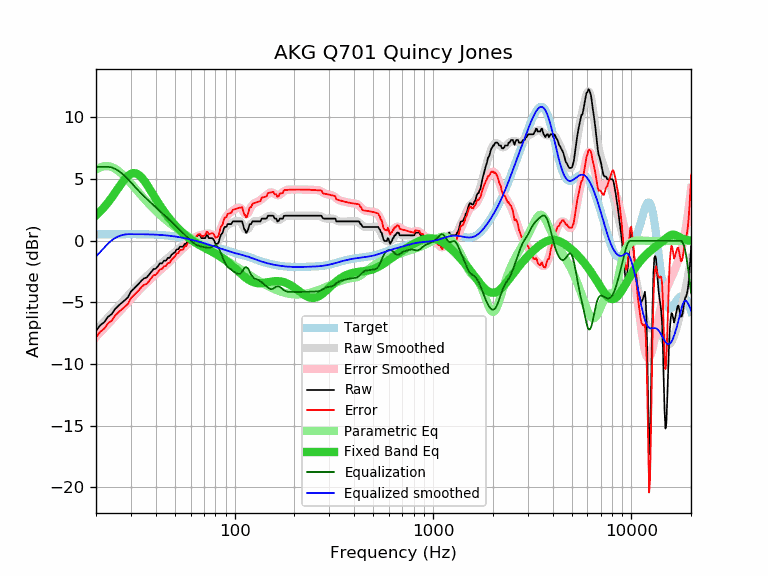 AKG Q701 Quincy Jones
10
5
0
−5
−10
−15
−20
Amplitude (dBr)
Target
Raw Smoothed
Error Smoothed
Raw
Error
Parametric Eq
Fixed Band Eq
Equalization
Equalized smoothed
100
1000
10000
Frequency (Hz)